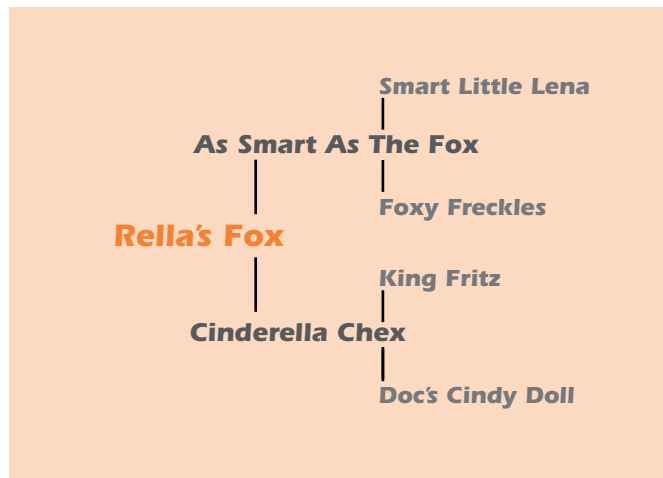 Smart Little Lena
As Smart As The Fox
Foxy Freckles
Rella's Fox
King Fritz
Cinderella Chex
Doc's Cindy Doll